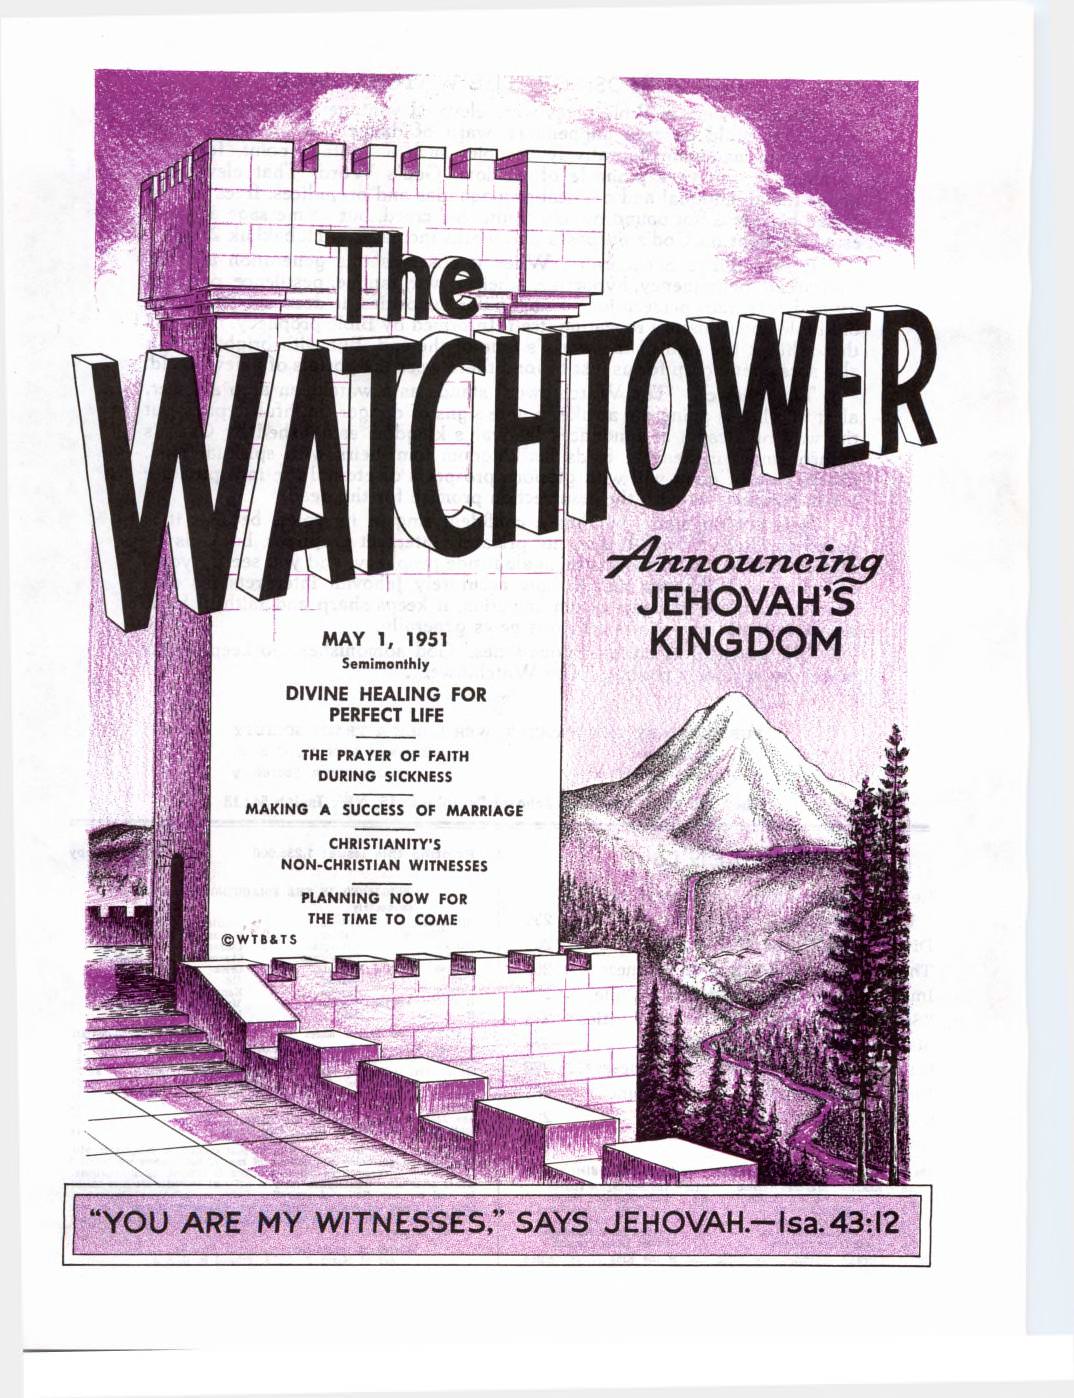 The
WATCHTOWER
Announcing
JEHOVAH'S
KINGDOM
MAY 1, 1951
Semimonthly
DIVINE HEALING FOR
PERFECT LIFE
THE PRAYER OF FAITH
DURING SICKNESS
MAKING A SUCCESS OF MARRIAGE
CHRISTIANITY'S
NON-CHRISTIAN WITNESSES
PLANNING NOW FOR
THE TIME TO COME
©WTB&TS
"YOU ARE MY WITNESSES," SAYS JEHOVAH.—Isa. 43:12